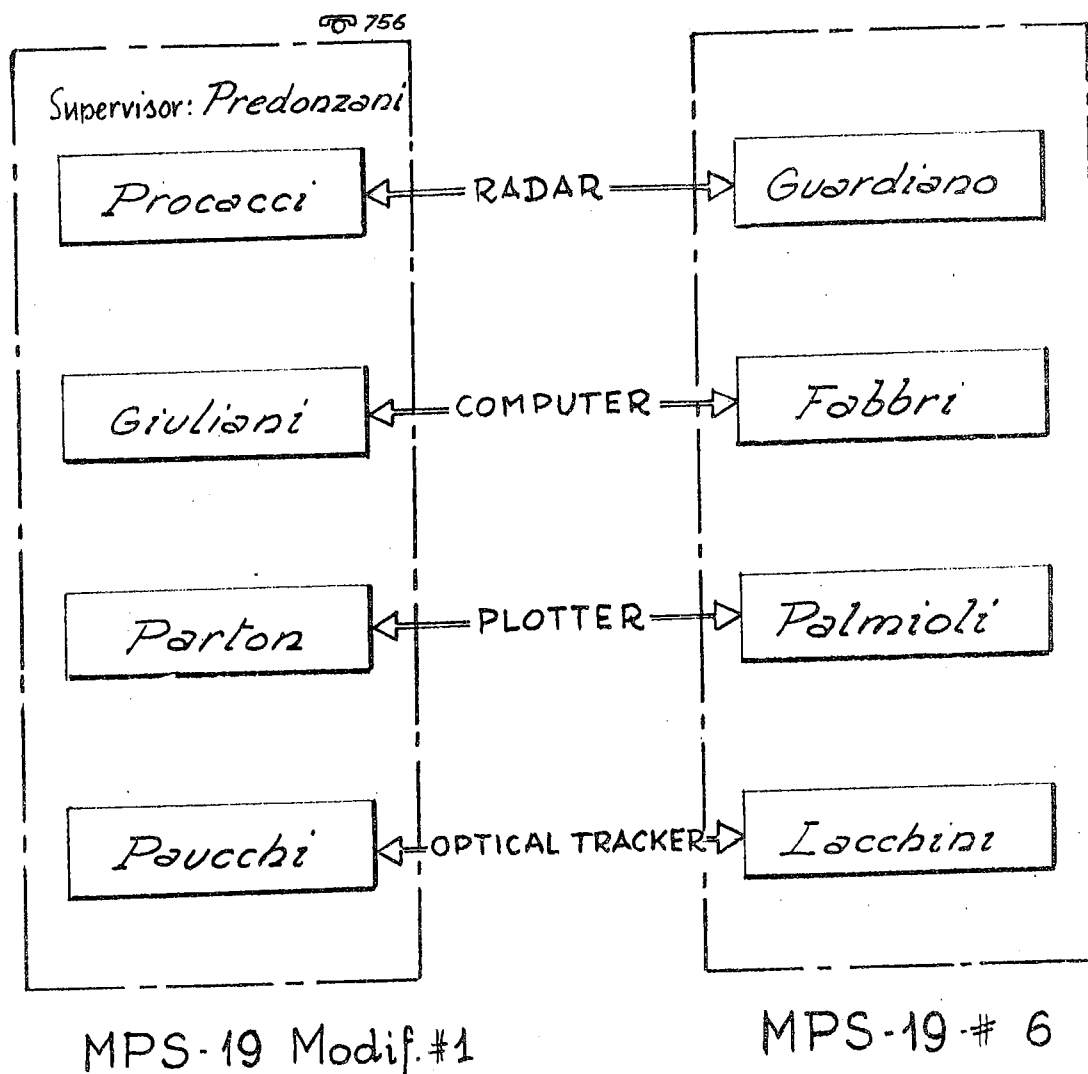 756
Supervisor: Predonzani
Procacci
RADAR
Guardiano
Giuliani
COMPUTER
Fabbri
Parton
PLOTTER
Palmioli
Paucchi
OPTICAL TRACKER
Iacchini
MPS-19 Modif. #1
MPS-19-# 6